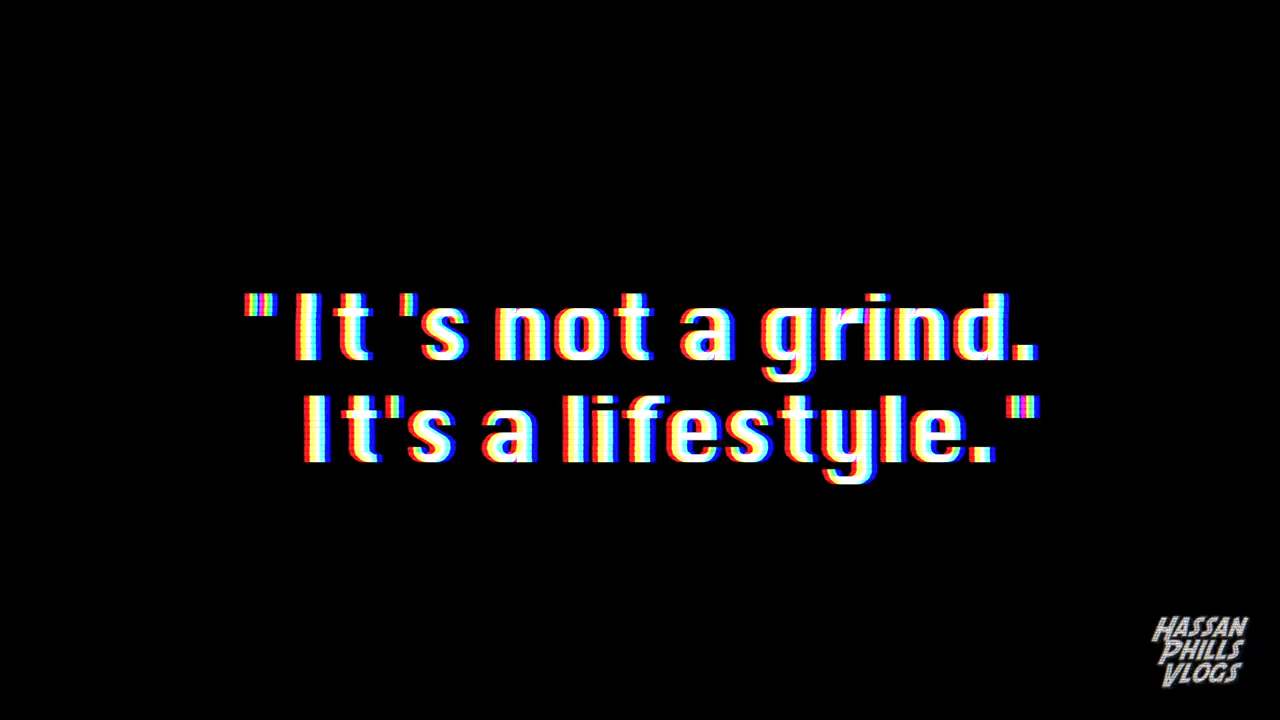 "It 's not a grind.
It's a lifestyle."
HASSAN
PHILLS
VLOGS